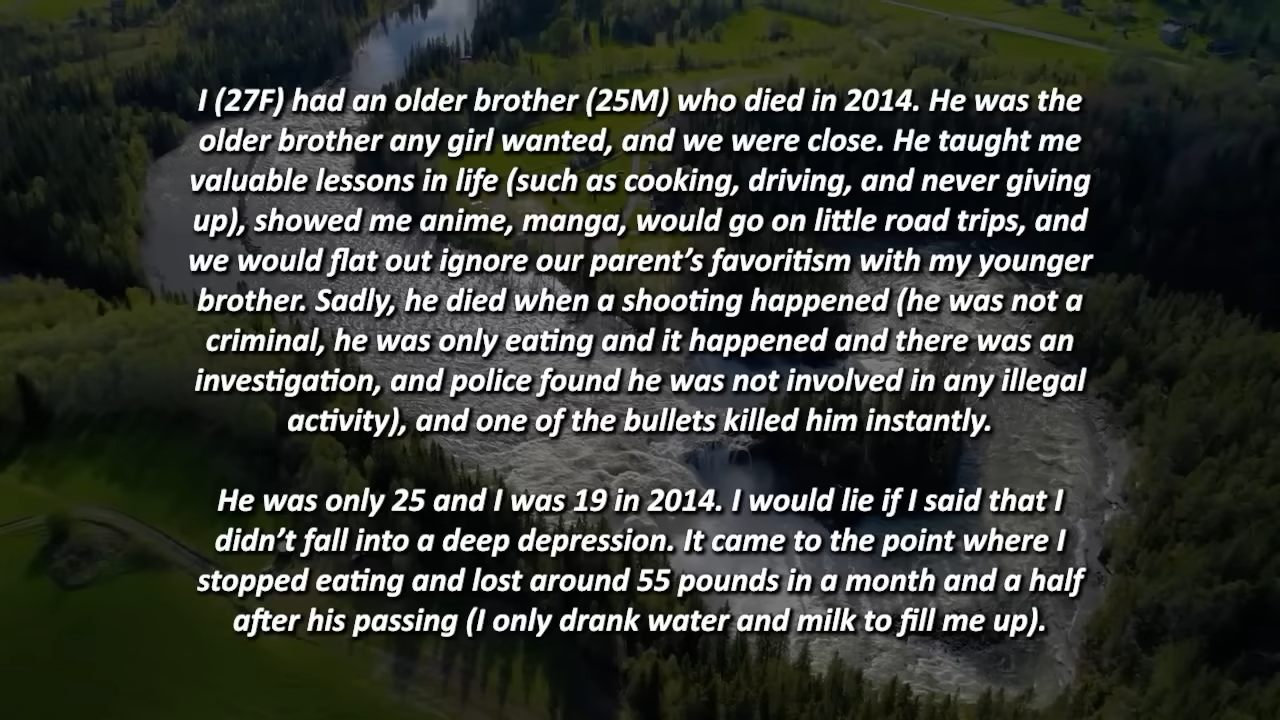 I (27F) had an older brother (25M) who died in 2014. He was the
older brother any girl wanted, and we were close. He taught me
valuable lessons in life (such as cooking, driving, and never giving
up), showed me anime, manga, would go on little road trips, and
we would flat out ignore our parent’s favoritism with my younger
brother. Sadly, he died when a shooting happened (he was not a
criminal, he was only eating and it happened and there was an
investigation, and police found he was not involved in any illegal
activity), and one of the bullets killed him instantly.
He was only 25 and I was 19 in 2014. I would lie if I said that I
didn’t fall into a deep depression. It came to the point where I
stopped eating and lost around 55 pounds in a month and a half
after his passing (I only drank water and milk to fill me up).